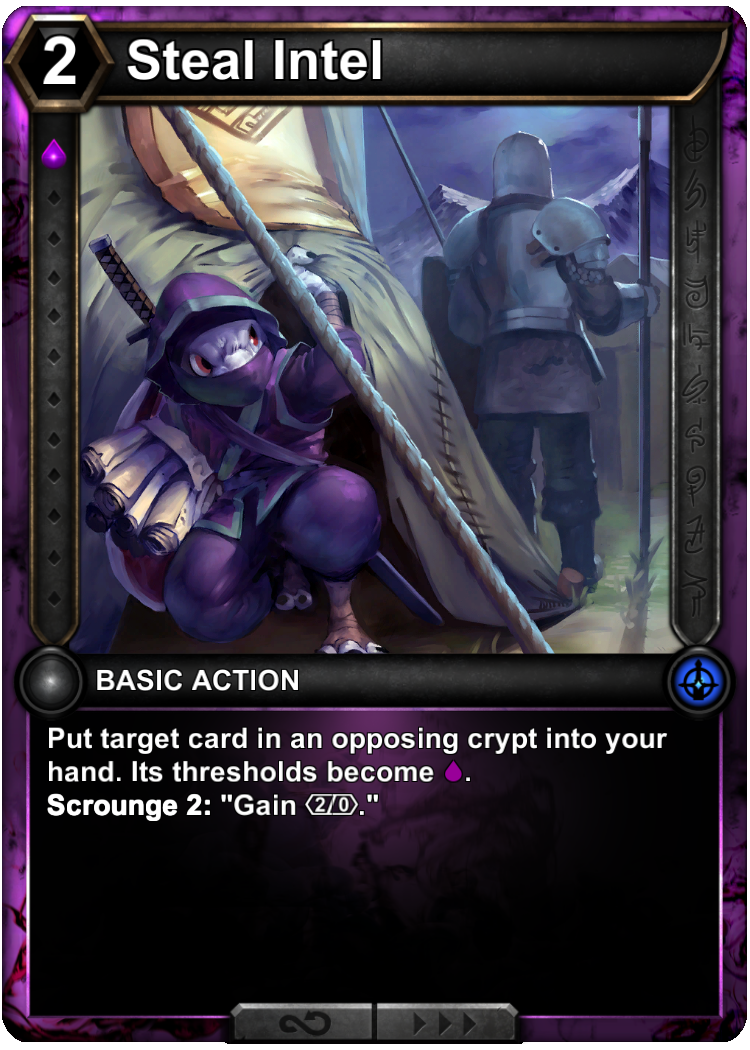 2
Steal Intel
BASIC ACTION
Put target card in an opposing crypt into your
hand. Its thresholds become .
Scrounge 2: "Gain 2/0."